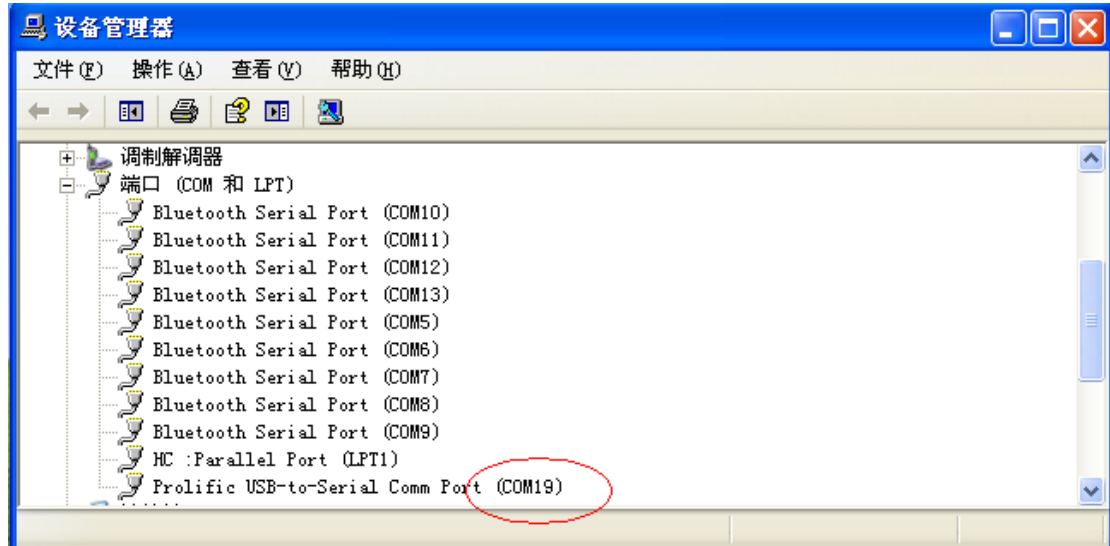 设备管理器
文件(F) 操作(A) 查看(V) 帮助(H)
调制解调器
端口 (COM 和 LPT)
Bluetooth Serial Port (COM10)
Bluetooth Serial Port (COM11)
Bluetooth Serial Port (COM12)
Bluetooth Serial Port (COM13)
Bluetooth Serial Port (COM5)
Bluetooth Serial Port (COM6)
Bluetooth Serial Port (COM7)
Bluetooth Serial Port (COM8)
Bluetooth Serial Port (COM9)
HC :Parallel Port (LPT1)
Prolific USB-to-Serial Comm Port (COM19)